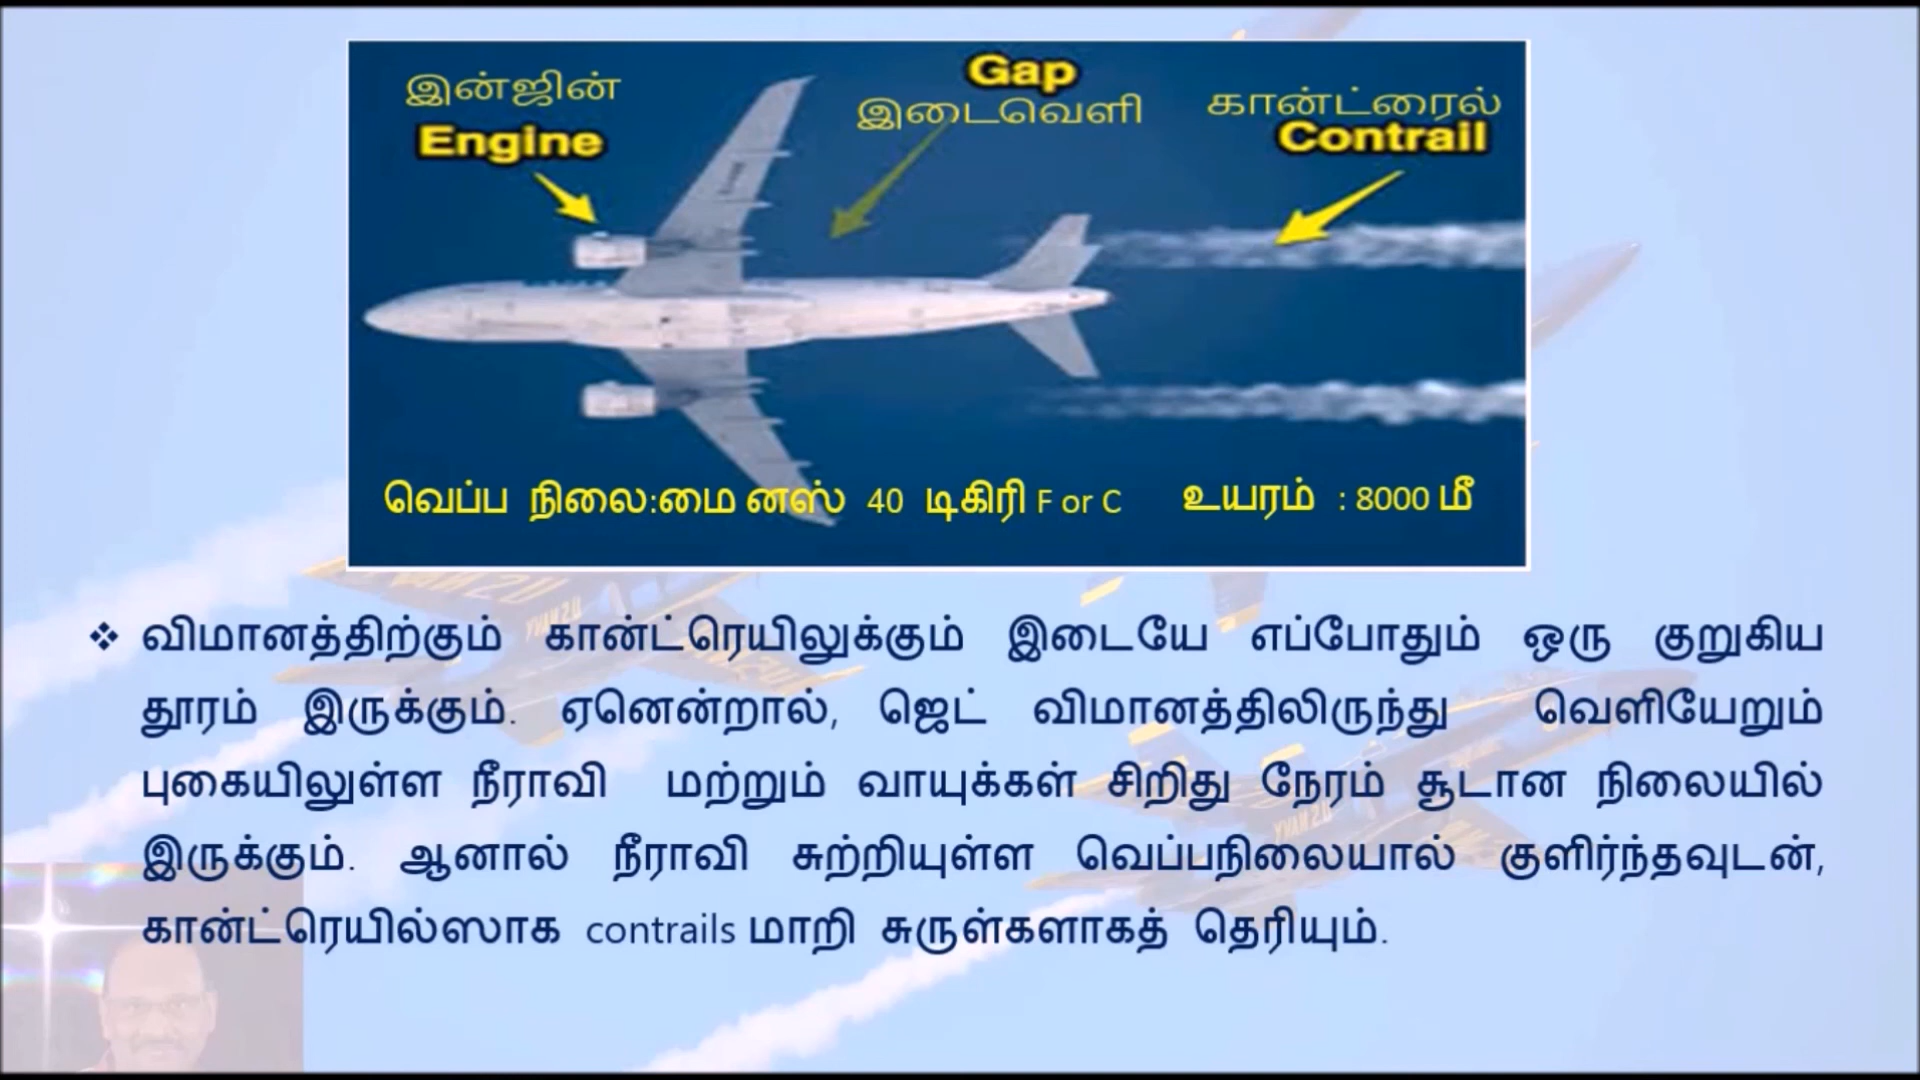 இன்ஜின்
Engine
Gap
இடைவெளி
கான்ட்ரைல்
Contrail
வெப்ப நிலை:மை னஸ் 40 டிகிரி F or C உயரம் : 8000 மீ
❖ விமானத்திற்கும் கான்ட்ரெயிலுக்கும் இடையே எப்போதும் ஒரு குறுகிய
தூரம் இருக்கும். ஏனென்றால், ஜெட் விமானத்திலிருந்து வெளியேறும்
புகையிலுள்ள நீராவி மற்றும் வாயுக்கள் சிறிது நேரம் சூடான நிலையில்
இருக்கும். ஆனால் நீராவி சுற்றியுள்ள வெப்பநிலையால் குளிர்ந்தவுடன்,
கான்ட்ரெயில்ஸாக contrails மாறி சுருள்களாகத் தெரியும்.